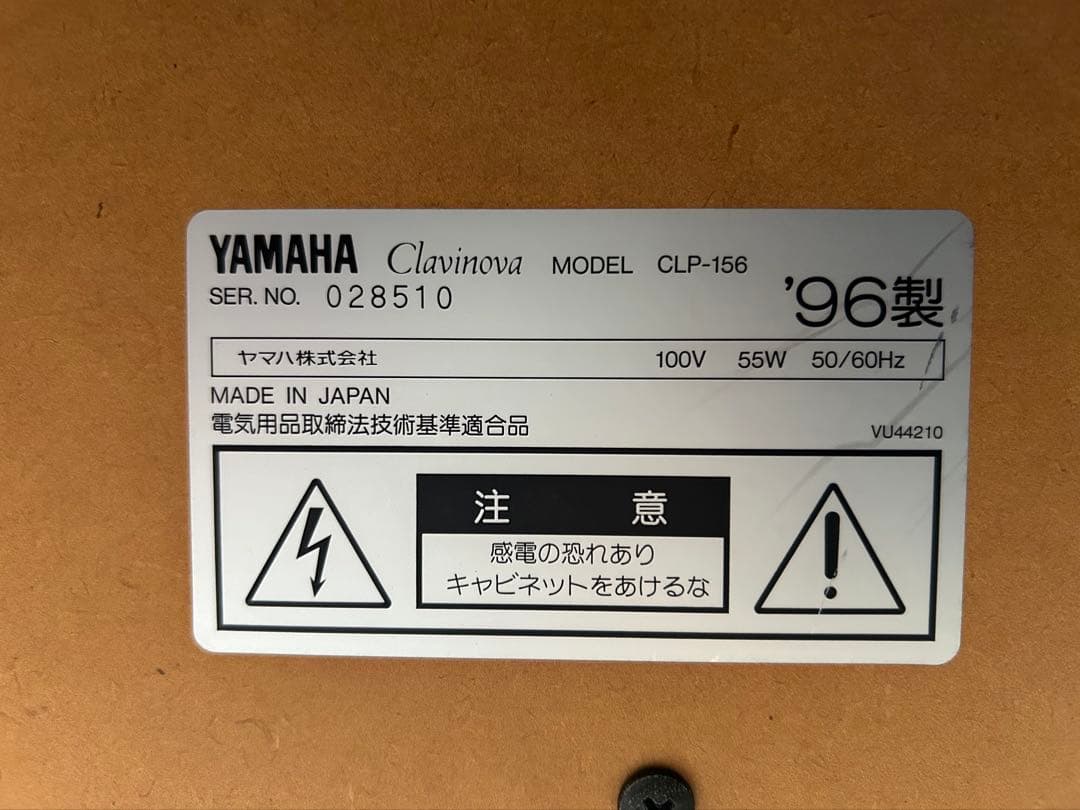 YAMAHA Clavinova MODEL CLP-156
SER. NO. 028510
'96製
ヤマハ株式会社 100V 55W 50/60Hz
MADE IN JAPAN
電気用品取締法技術基準適合品
VU44210
注意
感電の恐れあり
キャビネットをあけるな